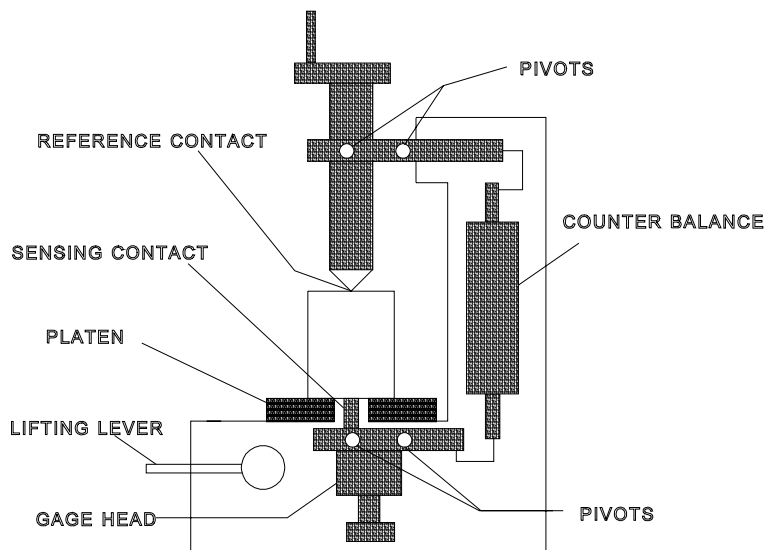 PIVOTS
REFERENCE CONTACT
COUNTER BALANCE
SENSING CONTACT
PLATEN
LIFTING LEVER
GAGE HEAD
PIVOTS